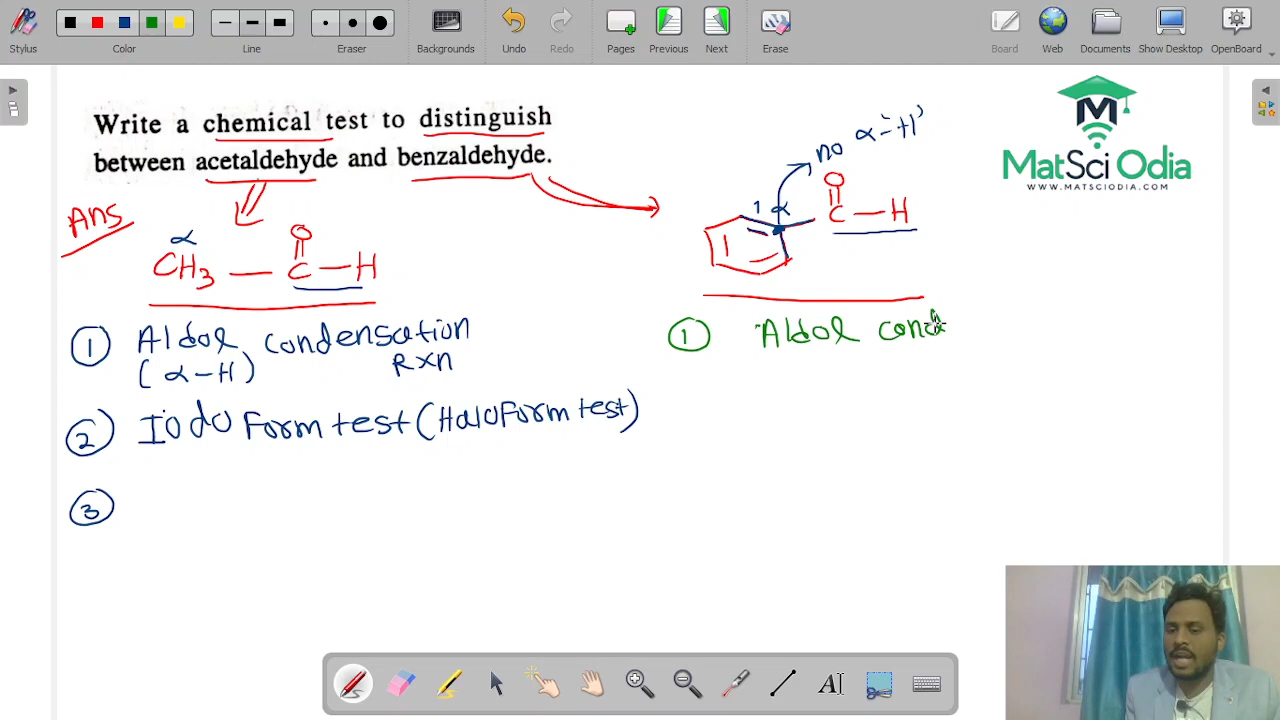 Stylus
Color
Line
Eraser
Backgrounds
Undo
Redo
Pages
Previous
Next
Erase
Board
Web
Documents
Show Desktop
OpenBoard
Write a chemical test to distinguish
between acetaldehyde and benzaldehyde.
MatSci Odia
WWW.MATSCIODIA.COM
Ans
α
O
CH3 — C — H
no α-H
O
1 α
C — H
① Aldol condensation
(α-H) Rxn
② Iodo Form test (HaloForm test)
③
① Aldol cond